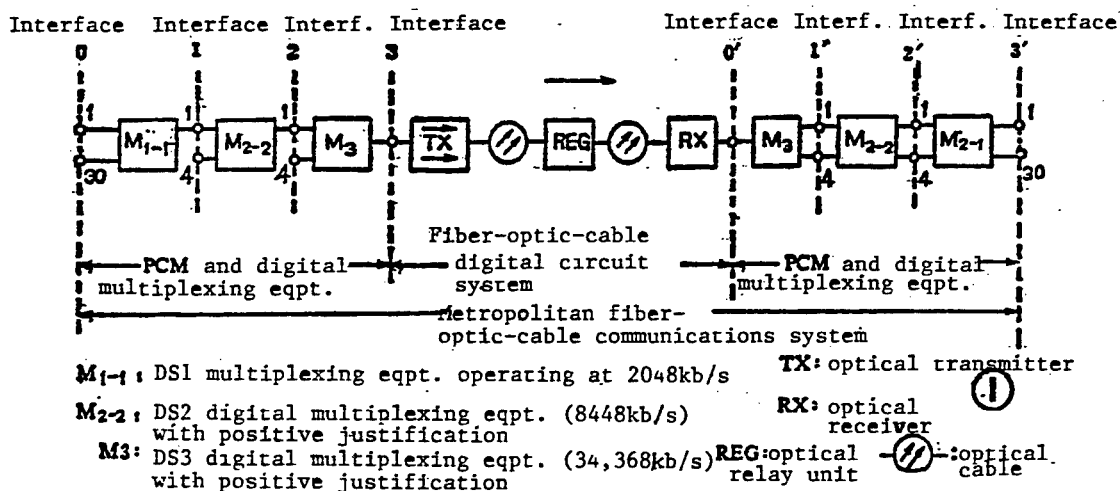 Interface Interface Interf. Interface Interface Interf. Interf. Interface
0 1 2 3 0' 1' 2' 3'
1 1 1 1 1 1
M1-1 M2-2 M3 TX REG RX M3 M2-2 M2-1
30 4 4 4 4 30
Fiber-optic-cable
PCM and digital digital circuit PCM and digital
multiplexing eqpt. system multiplexing eqpt.
Metropolitan fiber-
optic-cable communications system
M1-1: DS1 multiplexing eqpt. operating at 2048kb/s
TX: optical transmitter
1
M2-2: DS2 digital multiplexing eqpt. (8448kb/s)
with positive justification
RX: optical
receiver
M3: DS3 digital multiplexing eqpt. (34,368kb/s)
with positive justification
REG:optical
relay unit
:optical
cable